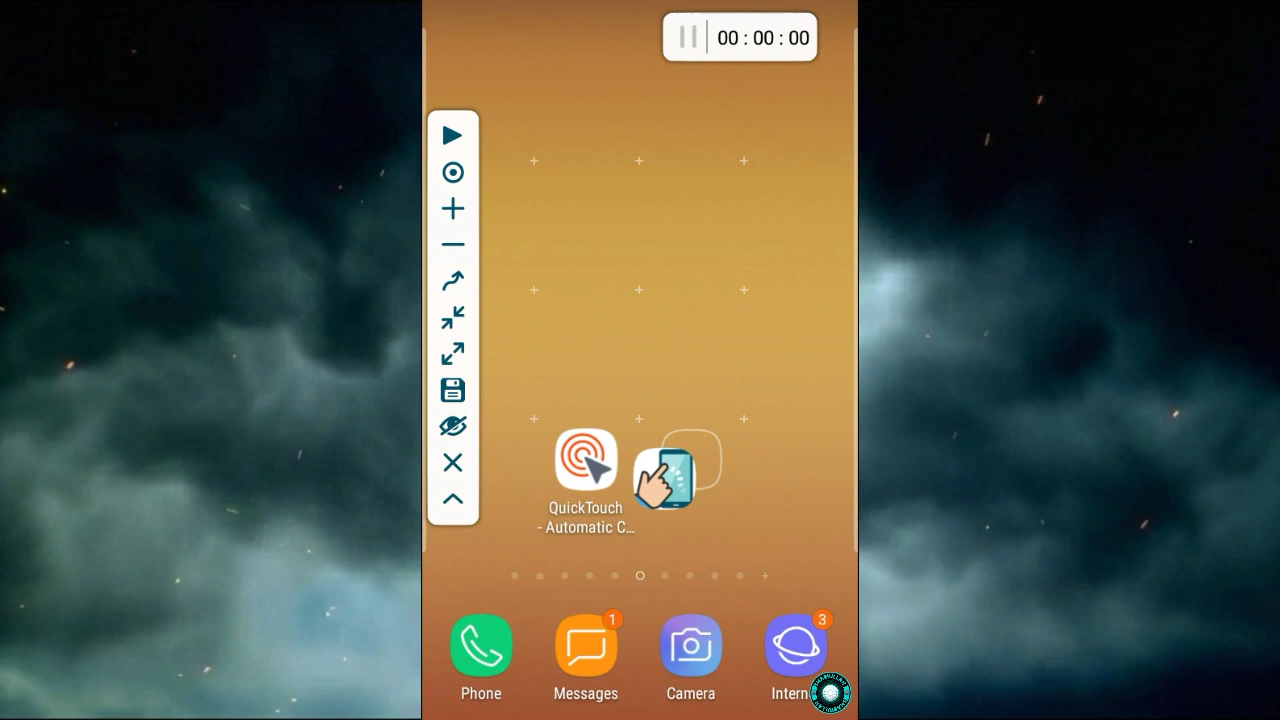 00 : 00 : 00
QuickTouch
- Automatic C...
1
3
Phone
Messages
Camera
Intern